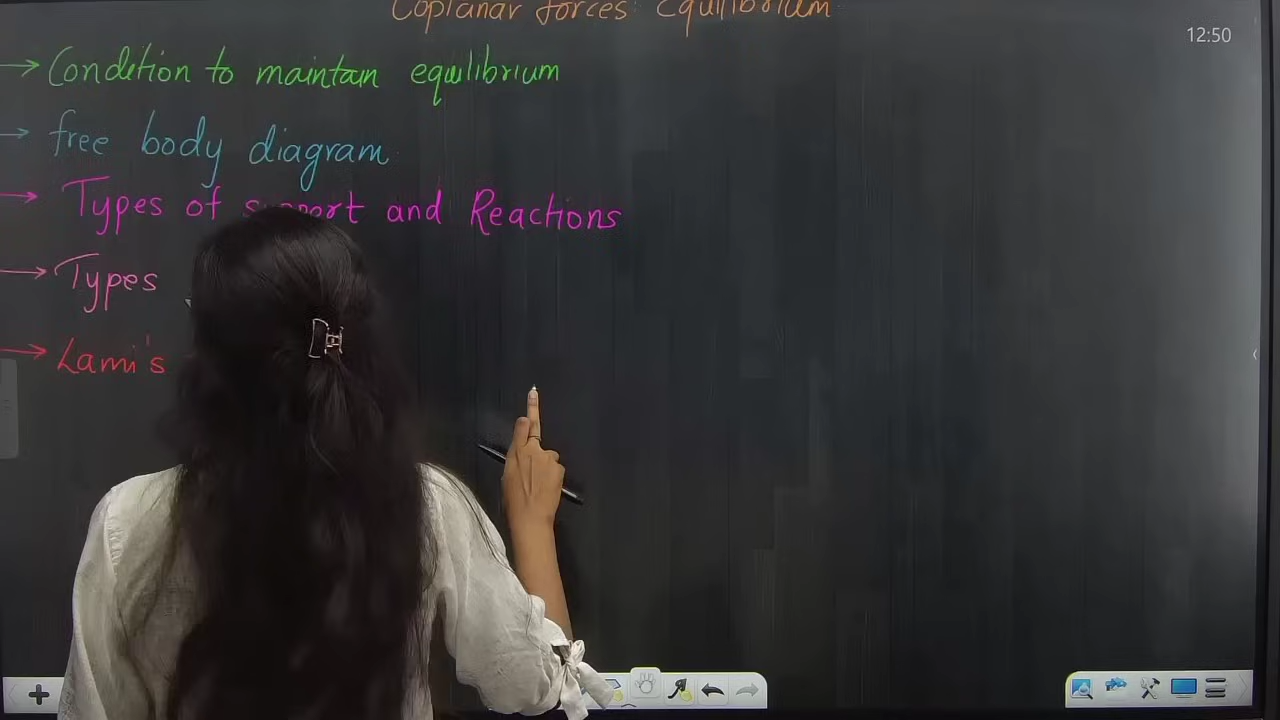 Coplanar forces: Equilibrium
12:50
→ Condition to maintain equilibrium
→ free body diagram
→ Types of support and Reactions
→ Types
→ Lami's